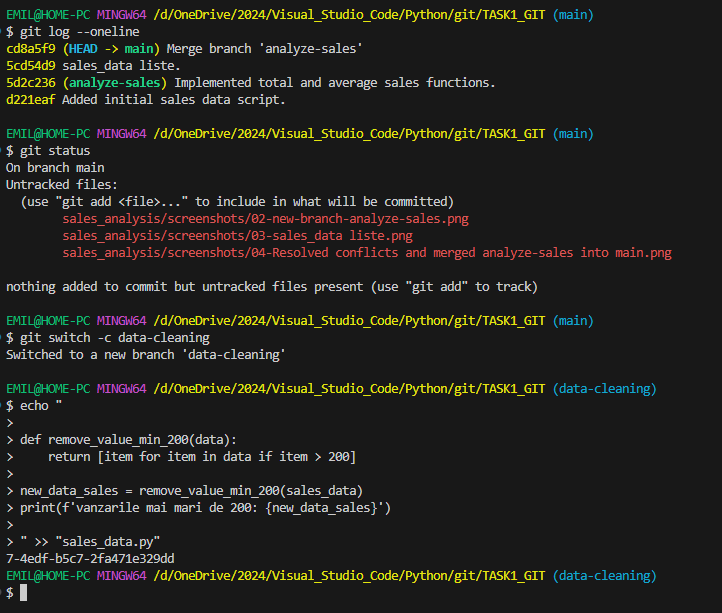 EMIL@HOME-PC MINGW64 /d/OneDrive/2024/Visual_Studio_Code/Python/git/TASK1_GIT (main)
$ git log --oneline
cd8a5f9 (HEAD -> main) Merge branch 'analyze-sales'
5cd54d9 sales_data liste.
5d2c236 (analyze-sales) Implemented total and average sales functions.
d221eaf Added initial sales data script.

EMIL@HOME-PC MINGW64 /d/OneDrive/2024/Visual_Studio_Code/Python/git/TASK1_GIT (main)
$ git status
On branch main
Untracked files:
  (use "git add <file>..." to include in what will be committed)
        sales_analysis/screenshots/02-new-branch-analyze-sales.png
        sales_analysis/screenshots/03-sales_data liste.png
        sales_analysis/screenshots/04-Resolved conflicts and merged analyze-sales into main.png

nothing added to commit but untracked files present (use "git add" to track)

EMIL@HOME-PC MINGW64 /d/OneDrive/2024/Visual_Studio_Code/Python/git/TASK1_GIT (main)
$ git switch -c data-cleaning
Switched to a new branch 'data-cleaning'

EMIL@HOME-PC MINGW64 /d/OneDrive/2024/Visual_Studio_Code/Python/git/TASK1_GIT (data-cleaning)
$ echo "
>
> def remove_value_min_200(data):
>     return [item for item in data if item > 200]
>
> new_data_sales = remove_value_min_200(sales_data)
> print(f'vanzarile mai mari de 200: {new_data_sales}')
>
> " >> "sales_data.py"
7-4edf-b5c7-2fa471e329dd
EMIL@HOME-PC MINGW64 /d/OneDrive/2024/Visual_Studio_Code/Python/git/TASK1_GIT (data-cleaning)
$